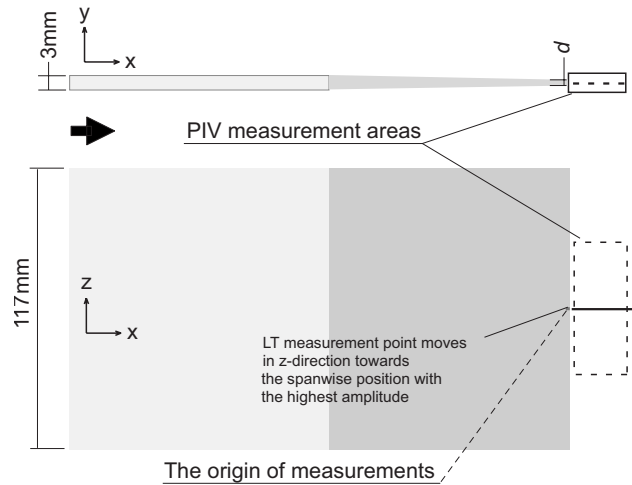 y
x
3mm
d
PIV measurement areas
117mm
z
x
LT measurement point moves
in z-direction towards
the spanwise position with
the highest amplitude
The origin of measurements